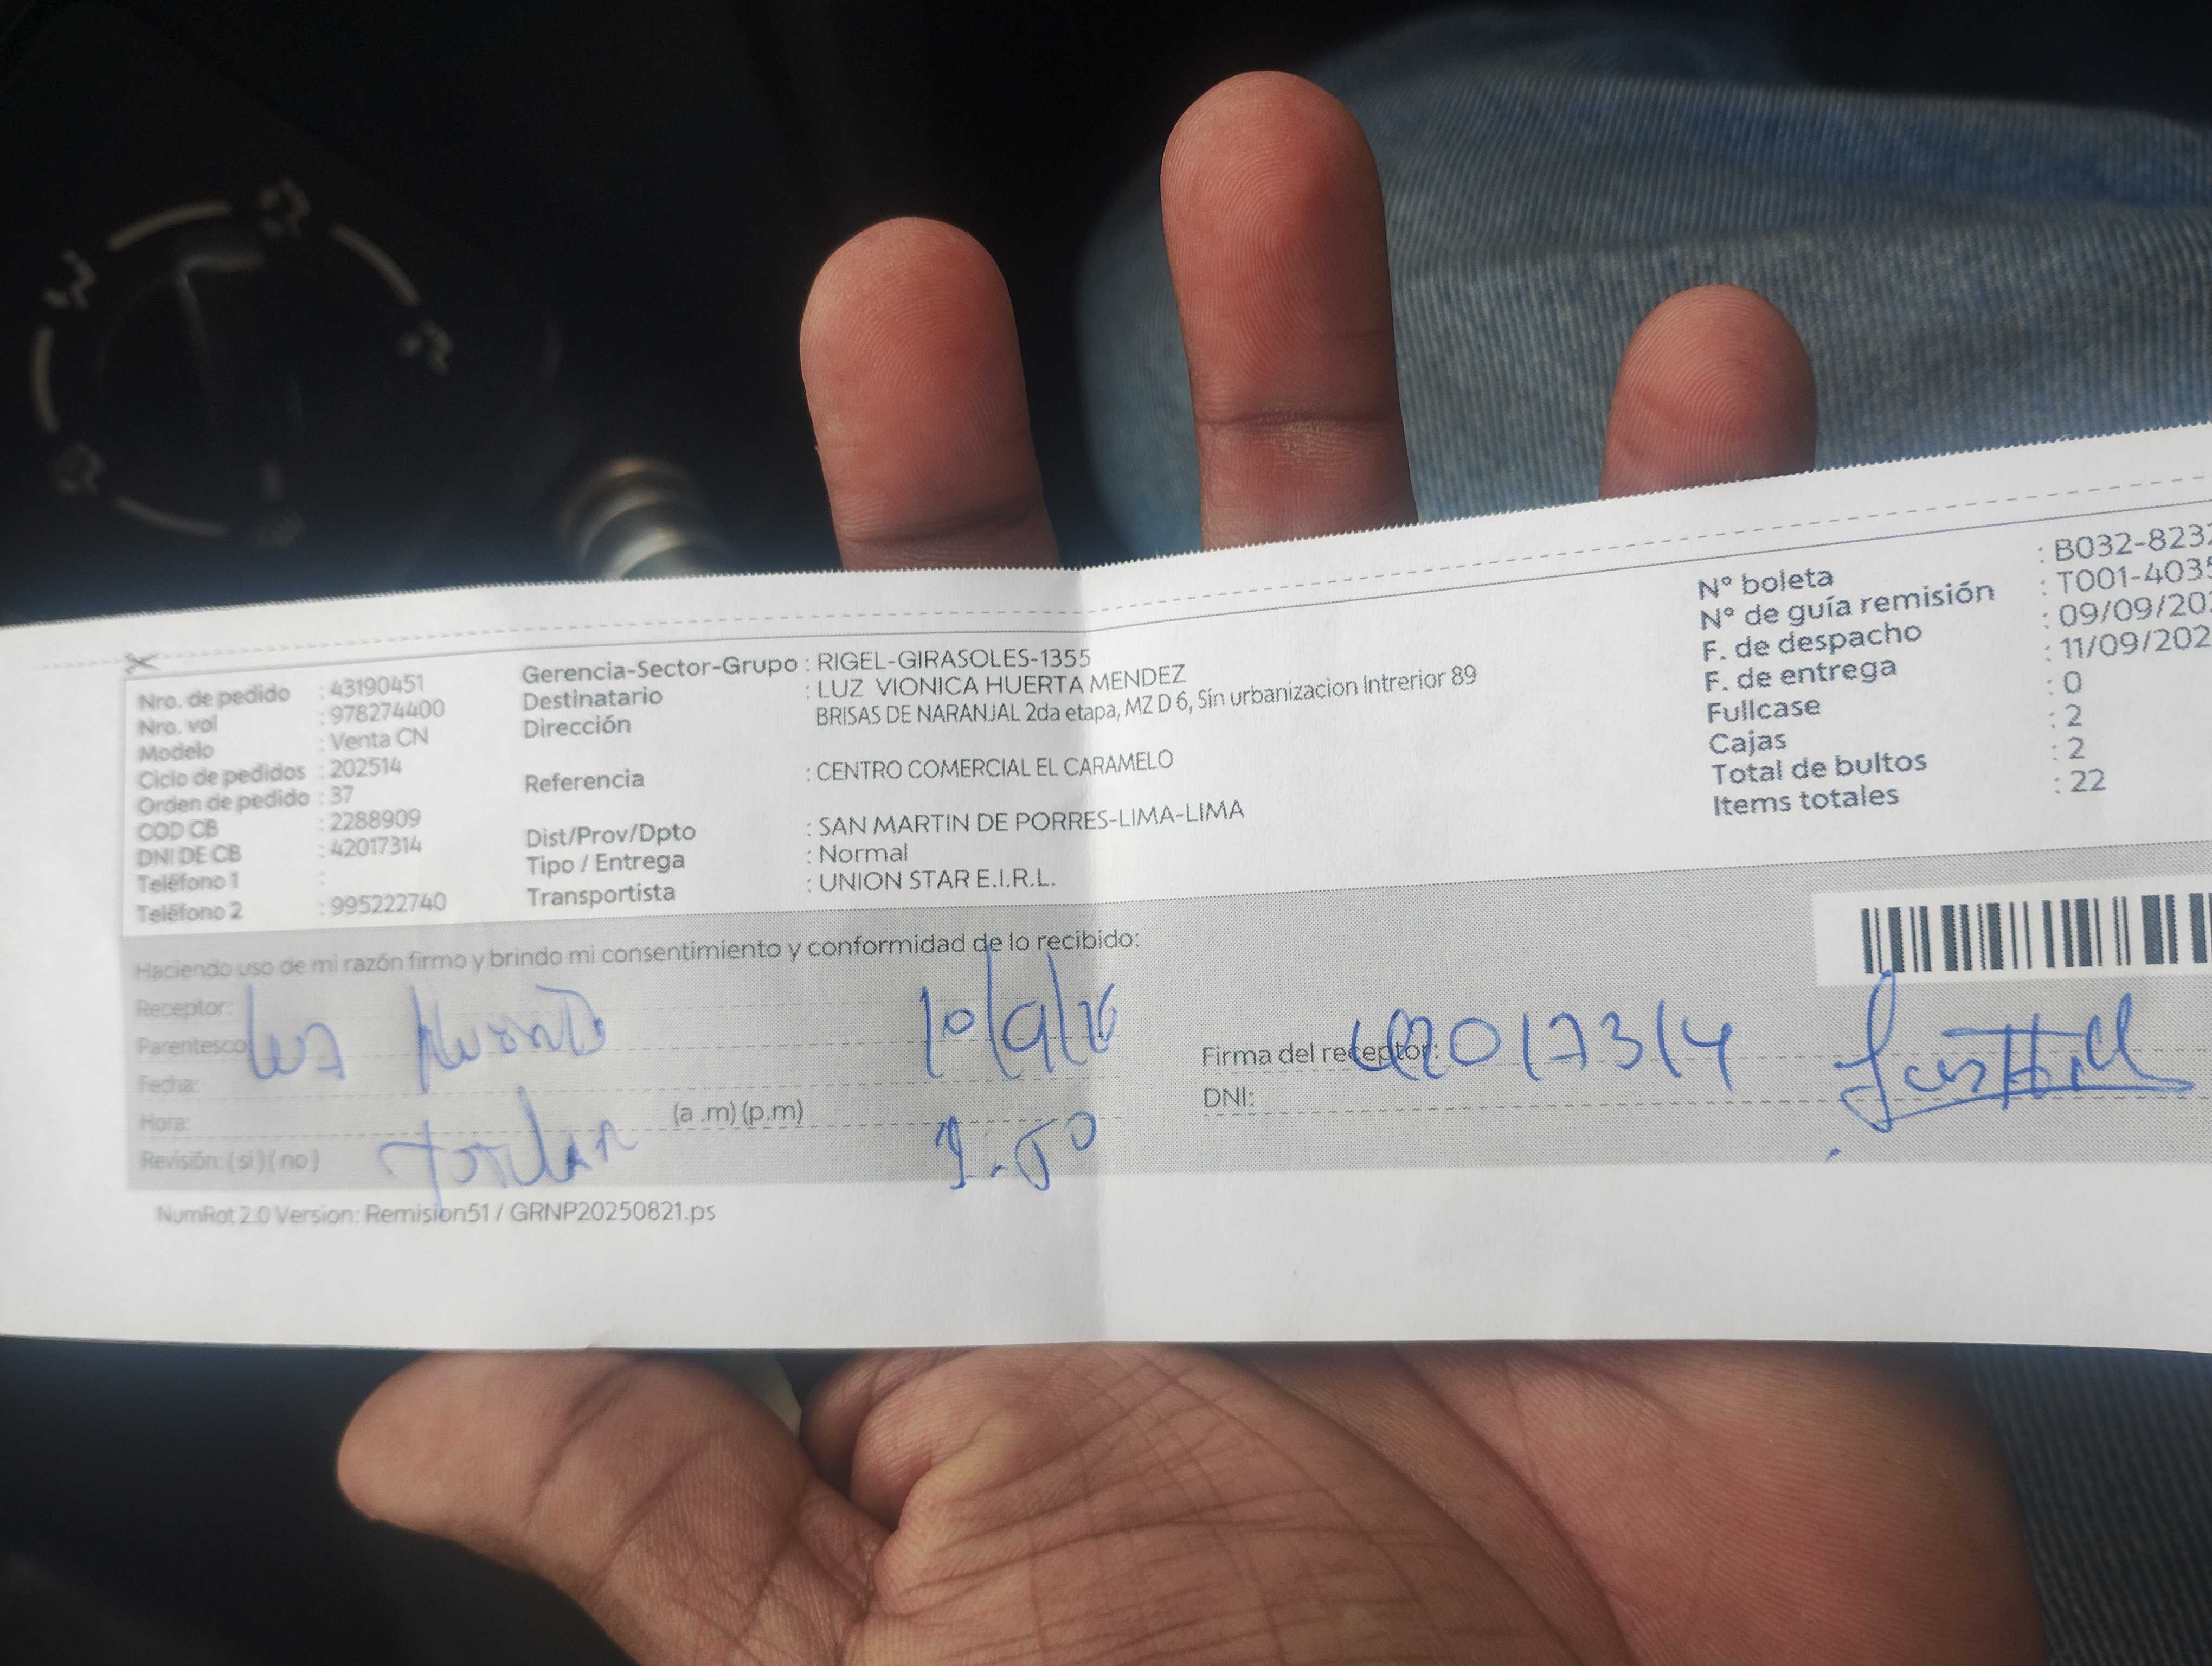 Nro. de pedido : 43190451
Nro. vol : 978274400
Modelo : Venta CN
Ciclo de pedidos : 202514
Orden de pedido : 37
COD CB : 2288909
DNI DE CB : 42017314
Teléfono 1 :
Teléfono 2 : 995222740
Gerencia-Sector-Grupo : RIGEL-GIRASOLES-1355
Destinatario : LUZ VIONICA HUERTA MENDEZ
Dirección BRISAS DE NARANJAL 2da etapa, MZ D 6, Sin urbanizacion Intrerior 89
Referencia : CENTRO COMERCIAL EL CARAMELO
Dist/Prov/Dpto : SAN MARTIN DE PORRES-LIMA-LIMA
Tipo / Entrega : Normal
Transportista : UNION STAR E.I.R.L.
N° boleta : B032-823
N° de guía remisión : T001-403
F. de despacho : 09/09/20
F. de entrega : 11/09/202
Fullcase : 0
Cajas : 2
Total de bultos : 2
Items totales : 22
Haciendo uso de mi razón firmo y brindo mi consentimiento y conformidad de lo recibido:
Receptor:
Parentesco
Fecha:
Hora: (a .m) (p.m)
Revisión: (si) (no)
Firma del receptor: 42017314
DNI:
NumRot 2.0 Version: Remision51 / GRNP20250821.ps